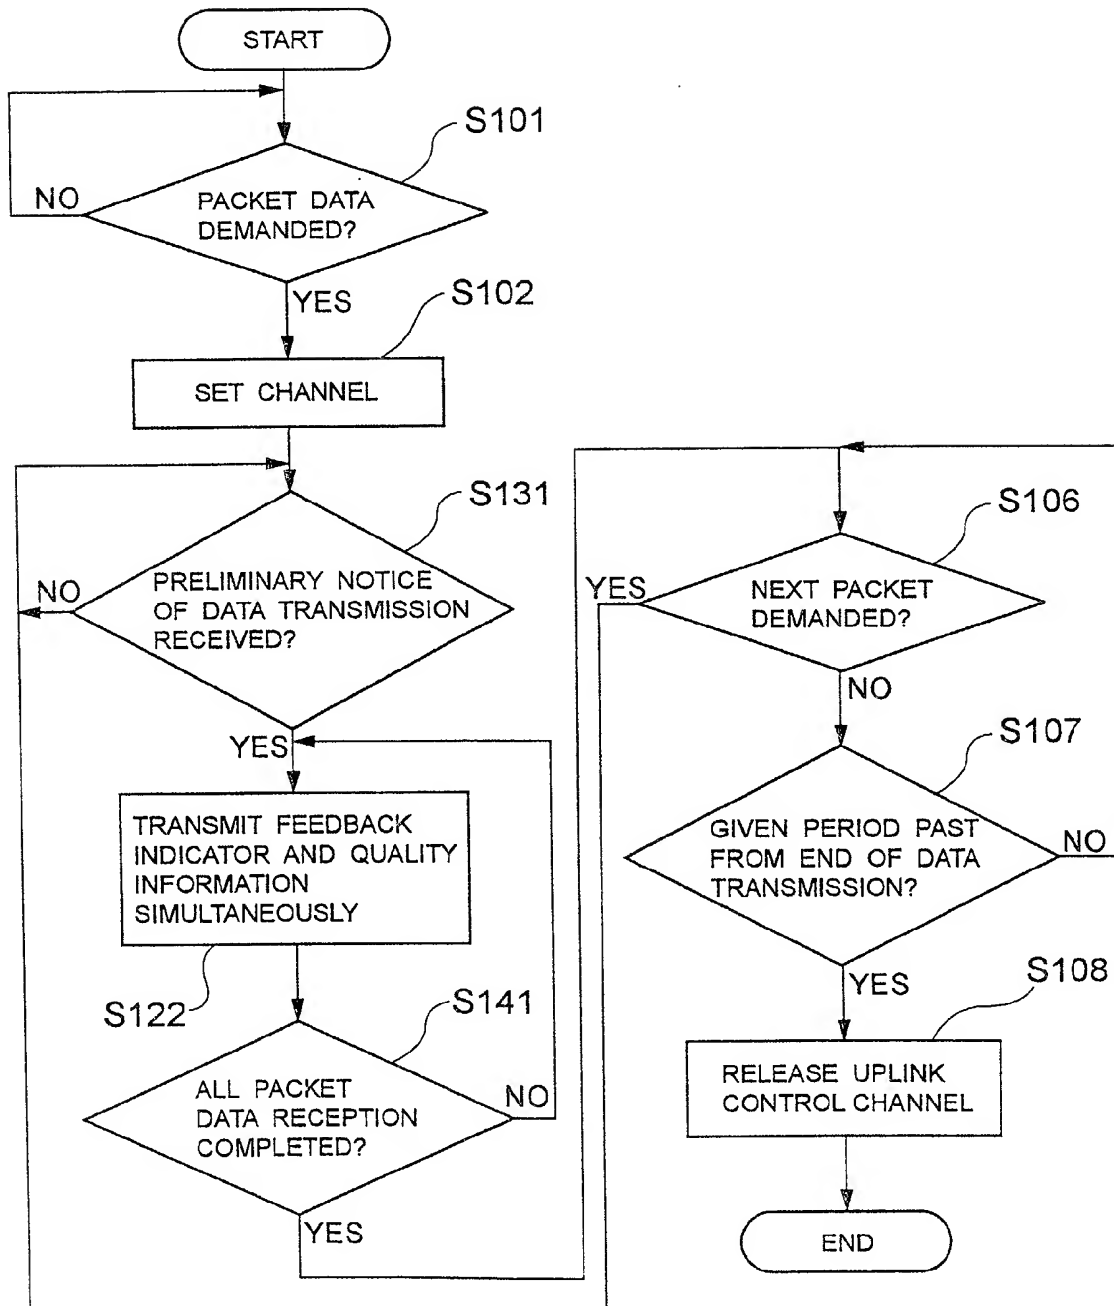 START
S101
NO
PACKET DATA
DEMANDED?
YES
S102
SET CHANNEL
S131
NO
PRELIMINARY NOTICE
OF DATA TRANSMISSION
RECEIVED?
YES
TRANSMIT FEEDBACK
INDICATOR AND QUALITY
INFORMATION
SIMULTANEOUSLY
S122
S141
ALL PACKET
DATA RECEPTION
COMPLETED?
NO
YES
S106
YES
NEXT PACKET
DEMANDED?
NO
S107
GIVEN PERIOD PAST
FROM END OF DATA
TRANSMISSION?
NO
YES
S108
RELEASE UPLINK
CONTROL CHANNEL
END